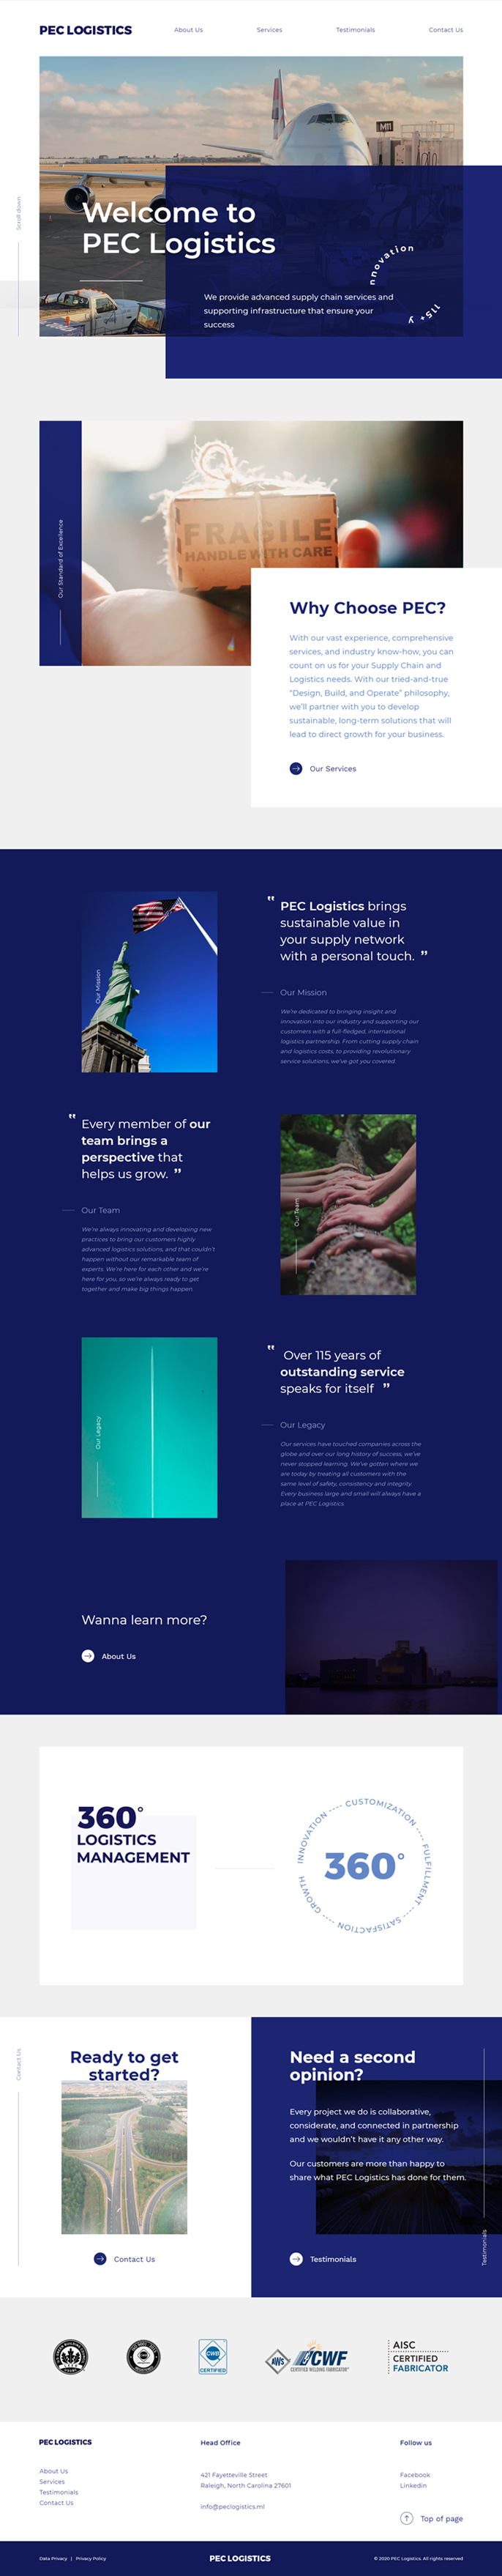 PEC LOGISTICS
About Us
Services
Testimonials
Contact Us
M11
Scroll down
Welcome to
PEC Logistics
nnovation
We provide advanced supply chain services and
supporting infrastructure that ensure your
success
Our Standard of Excellence
FRAGILE
HANDLE WITH CARE
Why Choose PEC?
With our vast experience, comprehensive
services, and industry know-how, you can
count on us for your Supply Chain and
Logistics needs. With our tried-and-true
“Design, Build, and Operate” philosophy,
we'll partner with you to develop
sustainable, long-term solutions that will
lead to direct growth for your business.
Our Services
Our Mission
" PEC Logistics brings
sustainable value in
your supply network
with a personal touch. "
Our Mission
We're dedicated to bringing insight and
innovation into our industry and supporting our
customers with a full-fledged, international
logistics partnership. From cutting supply chain
and logistics costs, to providing revolutionary
service solutions, we've got you covered.
" Every member of our
team brings a
perspective that
helps us grow. "
Our Team
We're always innovating and developing new
practices to bring our customers highly
advanced logistics solutions, and that couldn't
happen without our remarkable team of
experts. We're here for each other and we're
here for you, so we're always ready to get
together and make big things happen.
Our Team
Our Legacy
" Over 115 years of
outstanding service
speaks for itself "
Our Legacy
Our services have touched companies across the
globe and over our long history of success, we've
never stopped learning. We've gotten where we
are today by treating all customers with the
same level of safety, consistency and integrity.
Every business large and small will always have a
place at PEC Logistics.
Wanna learn more?
About Us
360°
LOGISTICS
MANAGEMENT
360°
CUSTOMIZATION
FULFILLMENT
SATISFACTION
GROWTH
INNOVATION
Contact Us
Ready to get
started?
Contact Us
Need a second
opinion?
Every project we do is collaborative,
considerate, and connected in partnership
and we wouldn't have it any other way.
Our customers are more than happy to
share what PEC Logistics has done for them.
Testimonials
Testimonials
CWB
CERTIFIED
AWS
CWF
CERTIFIED WELDING FABRICATOR
AISC
CERTIFIED
FABRICATOR
PEC LOGISTICS
About Us
Services
Testimonials
Contact Us
Head Office
421 Fayetteville Street
Raleigh, North Carolina 27601
info@peclogistics.ml
Follow us
Facebook
Linkedin
Top of page
Data Privacy | Privacy Policy
PEC LOGISTICS
© 2020 PEC Logistics. All rights reserved